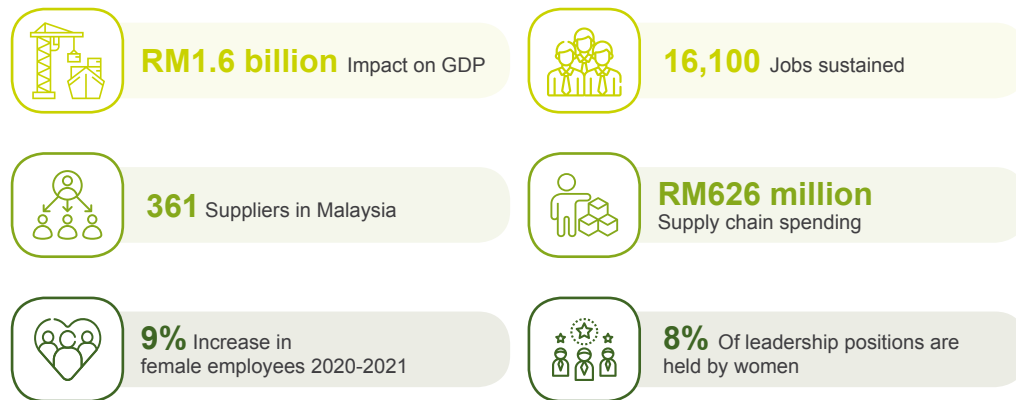 RM1.6 billion Impact on GDP
16,100 Jobs sustained
361 Suppliers in Malaysia
RM626 million
Supply chain spending
9% Increase in
female employees 2020-2021
8% Of leadership positions are
held by women